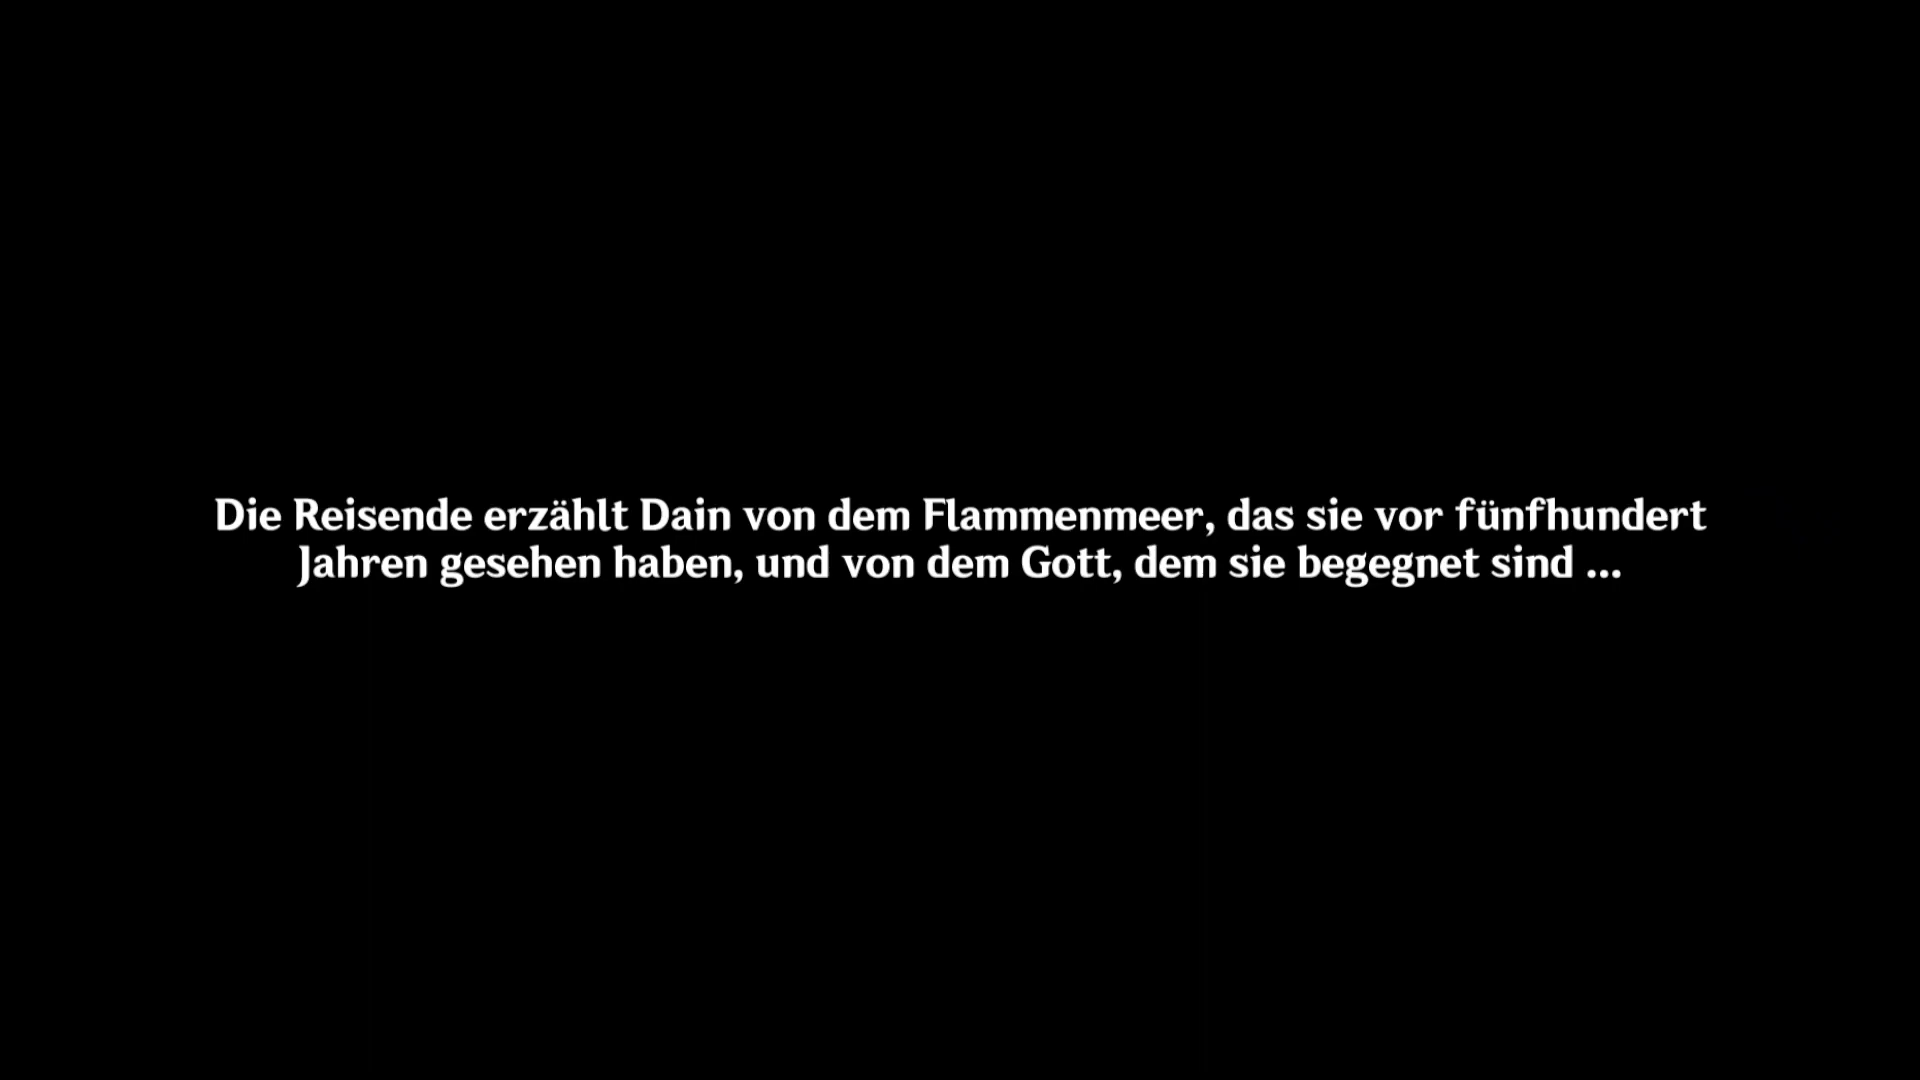 Die Reisende erzählt Dain von dem Flammenmeer, das sie vor fünfhundert
Jahren gesehen haben, und von dem Gott, dem sie begegnet sind ...